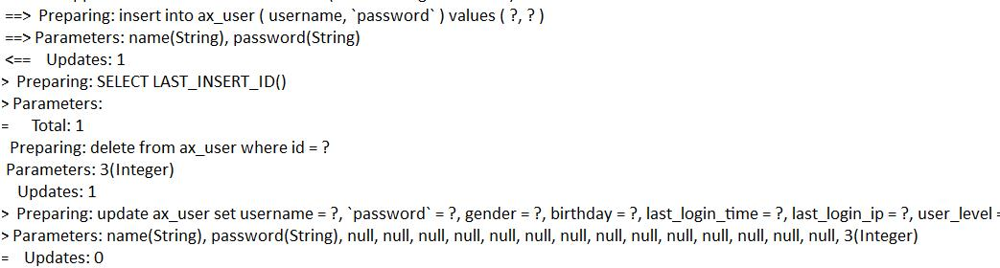 ==> Preparing: insert into ax_user ( username, `password` ) values ( ?, ? )
==> Parameters: name(String), password(String)
<== Updates: 1
> Preparing: SELECT LAST_INSERT_ID()
> Parameters:
= Total: 1
Preparing: delete from ax_user where id = ?
Parameters: 3(Integer)
Updates: 1
> Preparing: update ax_user set username = ?, `password` = ?, gender = ?, birthday = ?, last_login_time = ?, last_login_ip = ?, user_level =
> Parameters: name(String), password(String), null, null, null, null, null, null, null, null, null, null, null, null, null, null, 3(Integer)
= Updates: 0